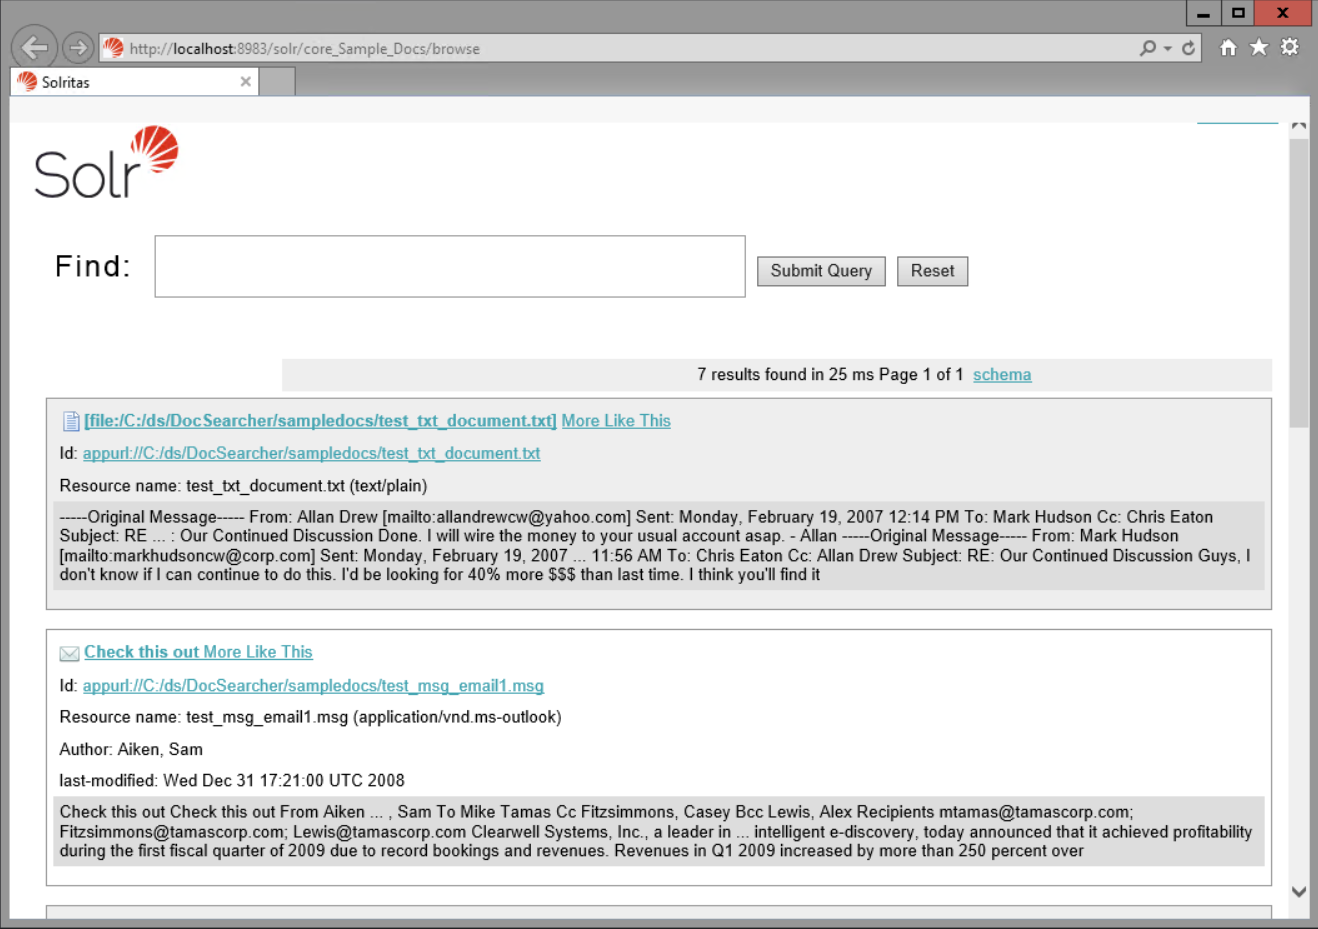 http://localhost:8983/solr/core_Sample_Docs/browse
Solritas
Solr
Find:
Submit Query
Reset
7 results found in 25 ms Page 1 of 1 schema
[file:/C:/ds/DocSearcher/sampledocs/test_txt_document.txt] More Like This
Id: appurl://C:/ds/DocSearcher/sampledocs/test_txt_document.txt
Resource name: test_txt_document.txt (text/plain)
-----Original Message----- From: Allan Drew [mailto:allandrewcw@yahoo.com] Sent: Monday, February 19, 2007 12:14 PM To: Mark Hudson Cc: Chris Eaton
Subject: RE ... : Our Continued Discussion Done. I will wire the money to your usual account asap. - Allan -----Original Message----- From: Mark Hudson
[mailto:markhudsoncw@corp.com] Sent: Monday, February 19, 2007 ... 11:56 AM To: Chris Eaton Cc: Allan Drew Subject: RE: Our Continued Discussion Guys, I
don't know if I can continue to do this. I'd be looking for 40% more $$$ than last time. I think you'll find it
Check this out More Like This
Id: appurl://C:/ds/DocSearcher/sampledocs/test_msg_email1.msg
Resource name: test_msg_email1.msg (application/vnd.ms-outlook)
Author: Aiken, Sam
last-modified: Wed Dec 31 17:21:00 UTC 2008
Check this out Check this out From Aiken ... , Sam To Mike Tamas Cc Fitzsimmons, Casey Bcc Lewis, Alex Recipients mtamas@tamascorp.com;
Fitzsimmons@tamascorp.com; Lewis@tamascorp.com Clearwell Systems, Inc., a leader in ... intelligent e-discovery, today announced that it achieved profitability
during the first fiscal quarter of 2009 due to record bookings and revenues. Revenues in Q1 2009 increased by more than 250 percent over